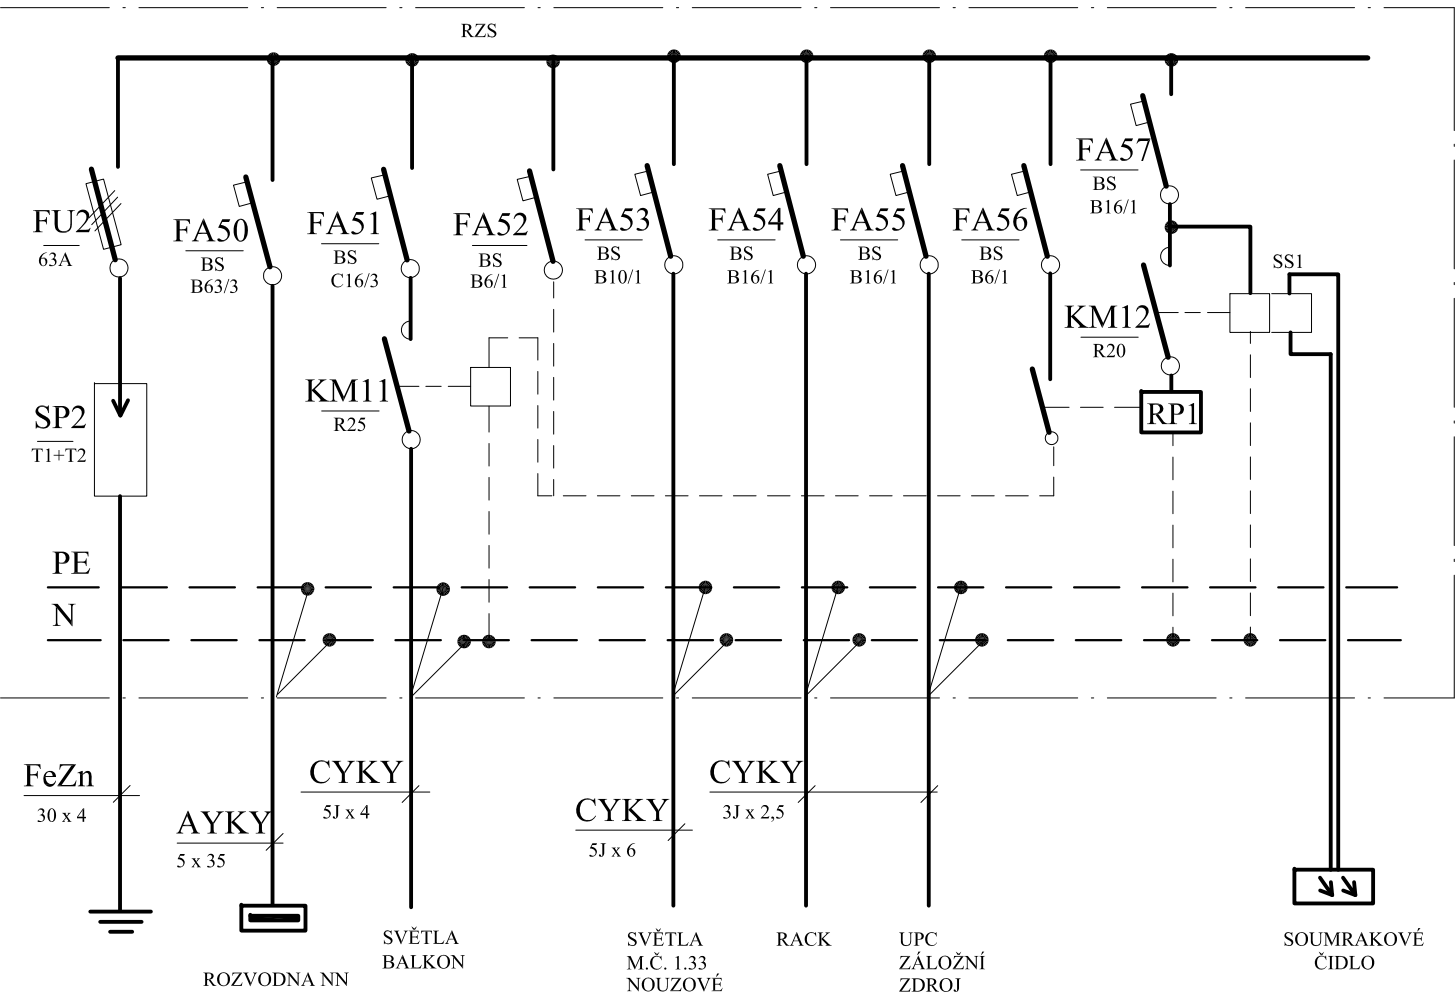 RZS
FU2
63A
FA50
BS
B63/3
FA51
BS
C16/3
FA52
BS
B6/1
FA53
BS
B10/1
FA54
BS
B16/1
FA55
BS
B16/1
FA56
BS
B6/1
FA57
BS
B16/1
SS1
KM12
R20
KM11
R25
RP1
SP2
T1+T2
PE
N
FeZn
30 x 4
AYKY
5 x 35
CYKY
5J x 4
CYKY
5J x 6
CYKY
3J x 2,5
ROZVODNA NN
SVĚTLA
BALKON
SVĚTLA
M.Č. 1.33
NOUZOVÉ
RACK
UPC
ZÁLOŽNÍ
ZDROJ
SOUMRAKOVÉ
ČIDLO